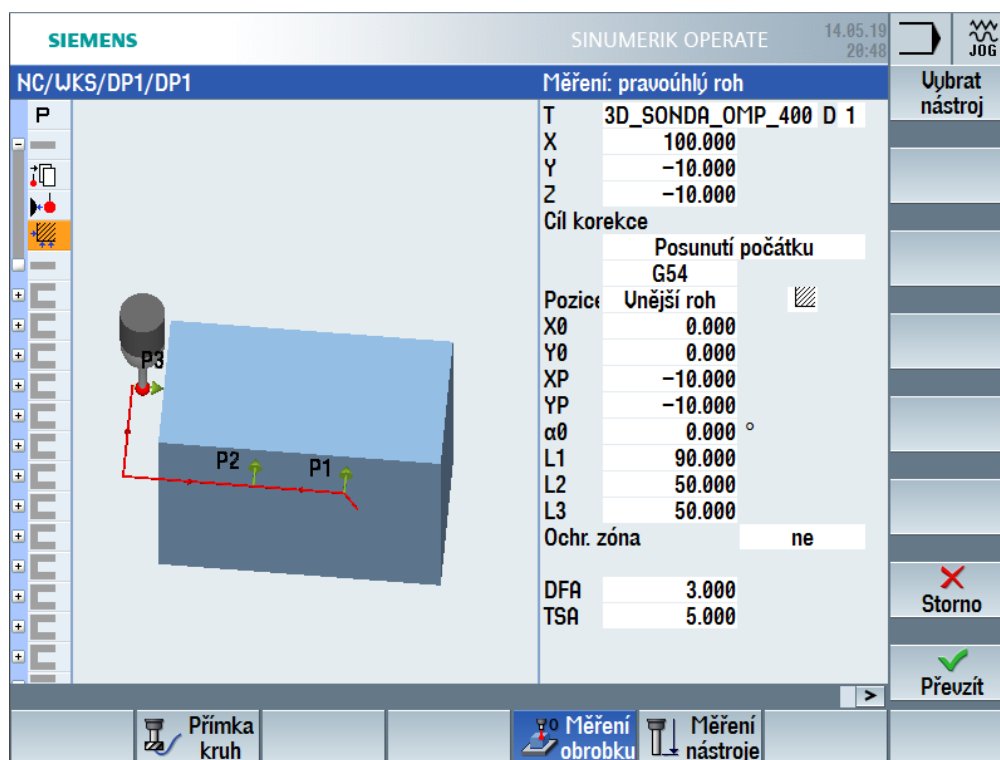 SIEMENS
SINUMERIK OPERATE
14.05.19
20:48
JOG
NC/WKS/DP1/DP1
Měření: pravoúhlý roh
Vybrat
nástroj
P
T 3D_SONDA_OMP_400 D 1
X 100.000
Y -10.000
Z -10.000
Cíl korekce
Posunutí počátku
G54
Pozice Vnější roh
X0 0.000
Y0 0.000
XP -10.000
YP -10.000
α0 0.000 °
L1 90.000
L2 50.000
L3 50.000
Ochr. zóna ne
DFA 3.000
TSA 5.000
P3
P2
P1
Storno
Převzít
>
Přímka
kruh
Měření
obrobku
Měření
nástroje